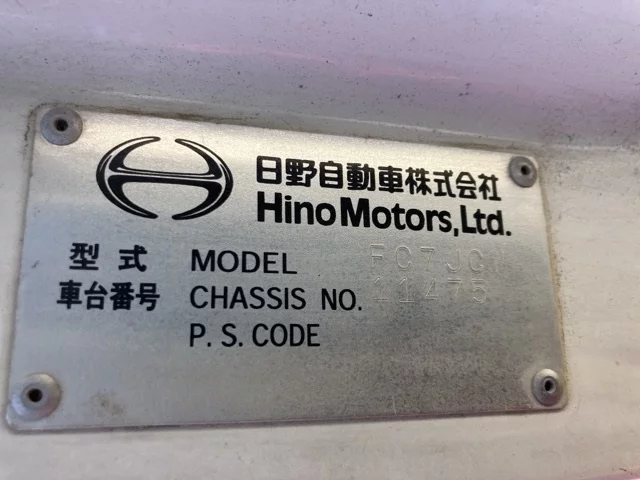 日野自動車株式会社
Hino Motors, Ltd.
型式 MODEL
車台番号 CHASSIS NO. 11475
P.S.CODE